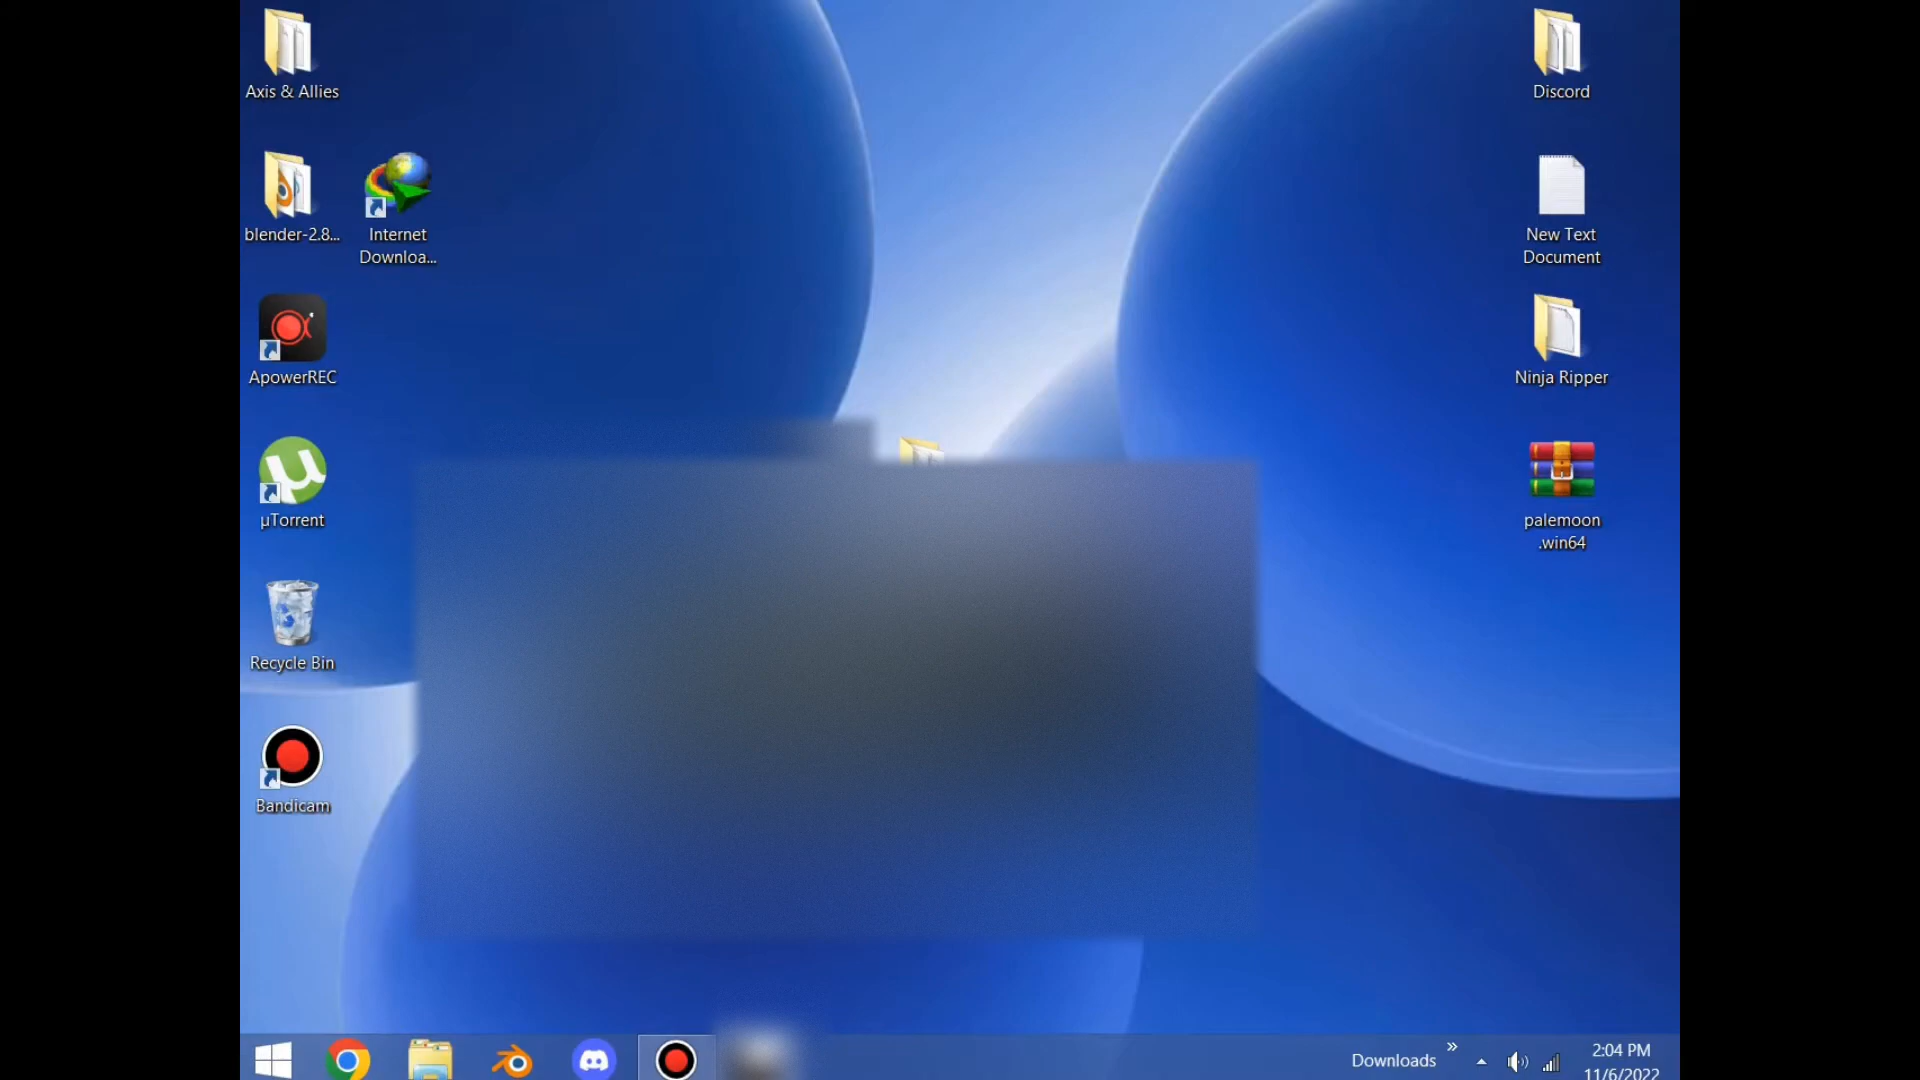 Axis & Allies
blender-2.8...
Internet
Downloa...
ApowerREC
µTorrent
Recycle Bin
Bandicam
Discord
New Text
Document
Ninja Ripper
palemoon
.win64
Downloads
»
2:04 PM
11/6/2022